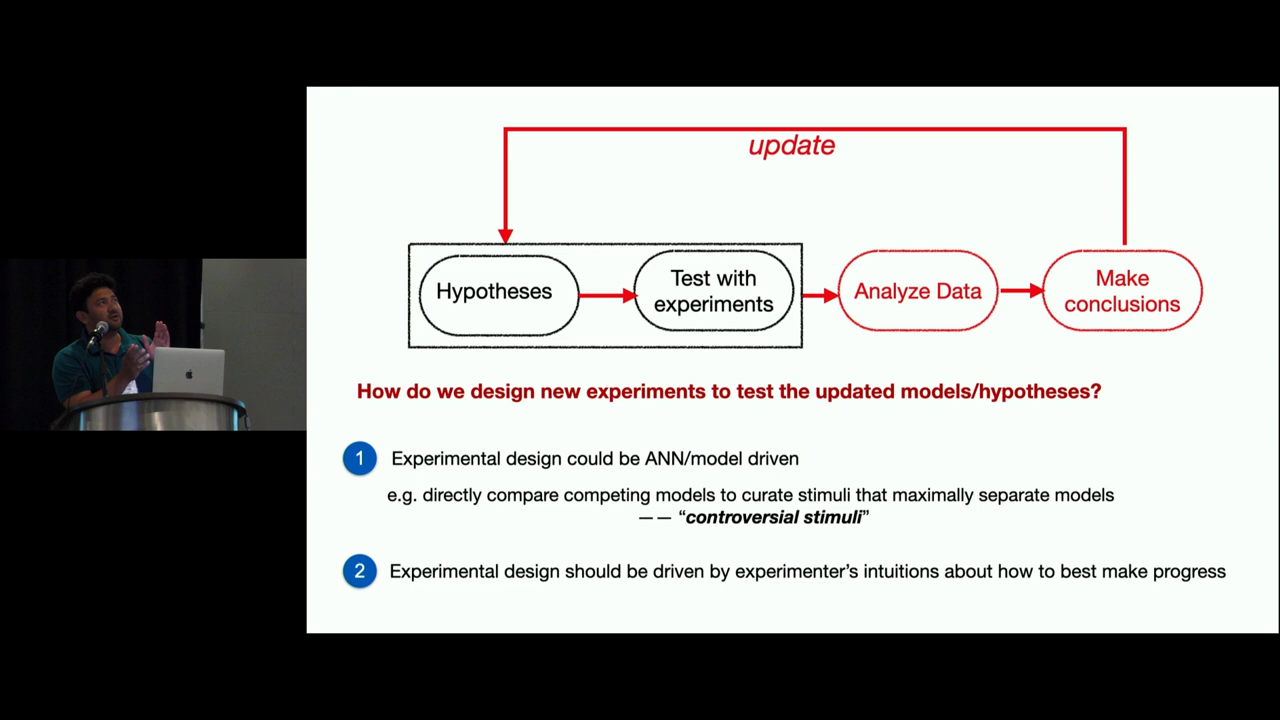 update
Hypotheses
Test with
experiments
Analyze Data
Make
conclusions
How do we design new experiments to test the updated models/hypotheses?
1 Experimental design could be ANN/model driven
e.g. directly compare competing models to curate stimuli that maximally separate models
—— “controversial stimuli”
2 Experimental design should be driven by experimenter’s intuitions about how to best make progress